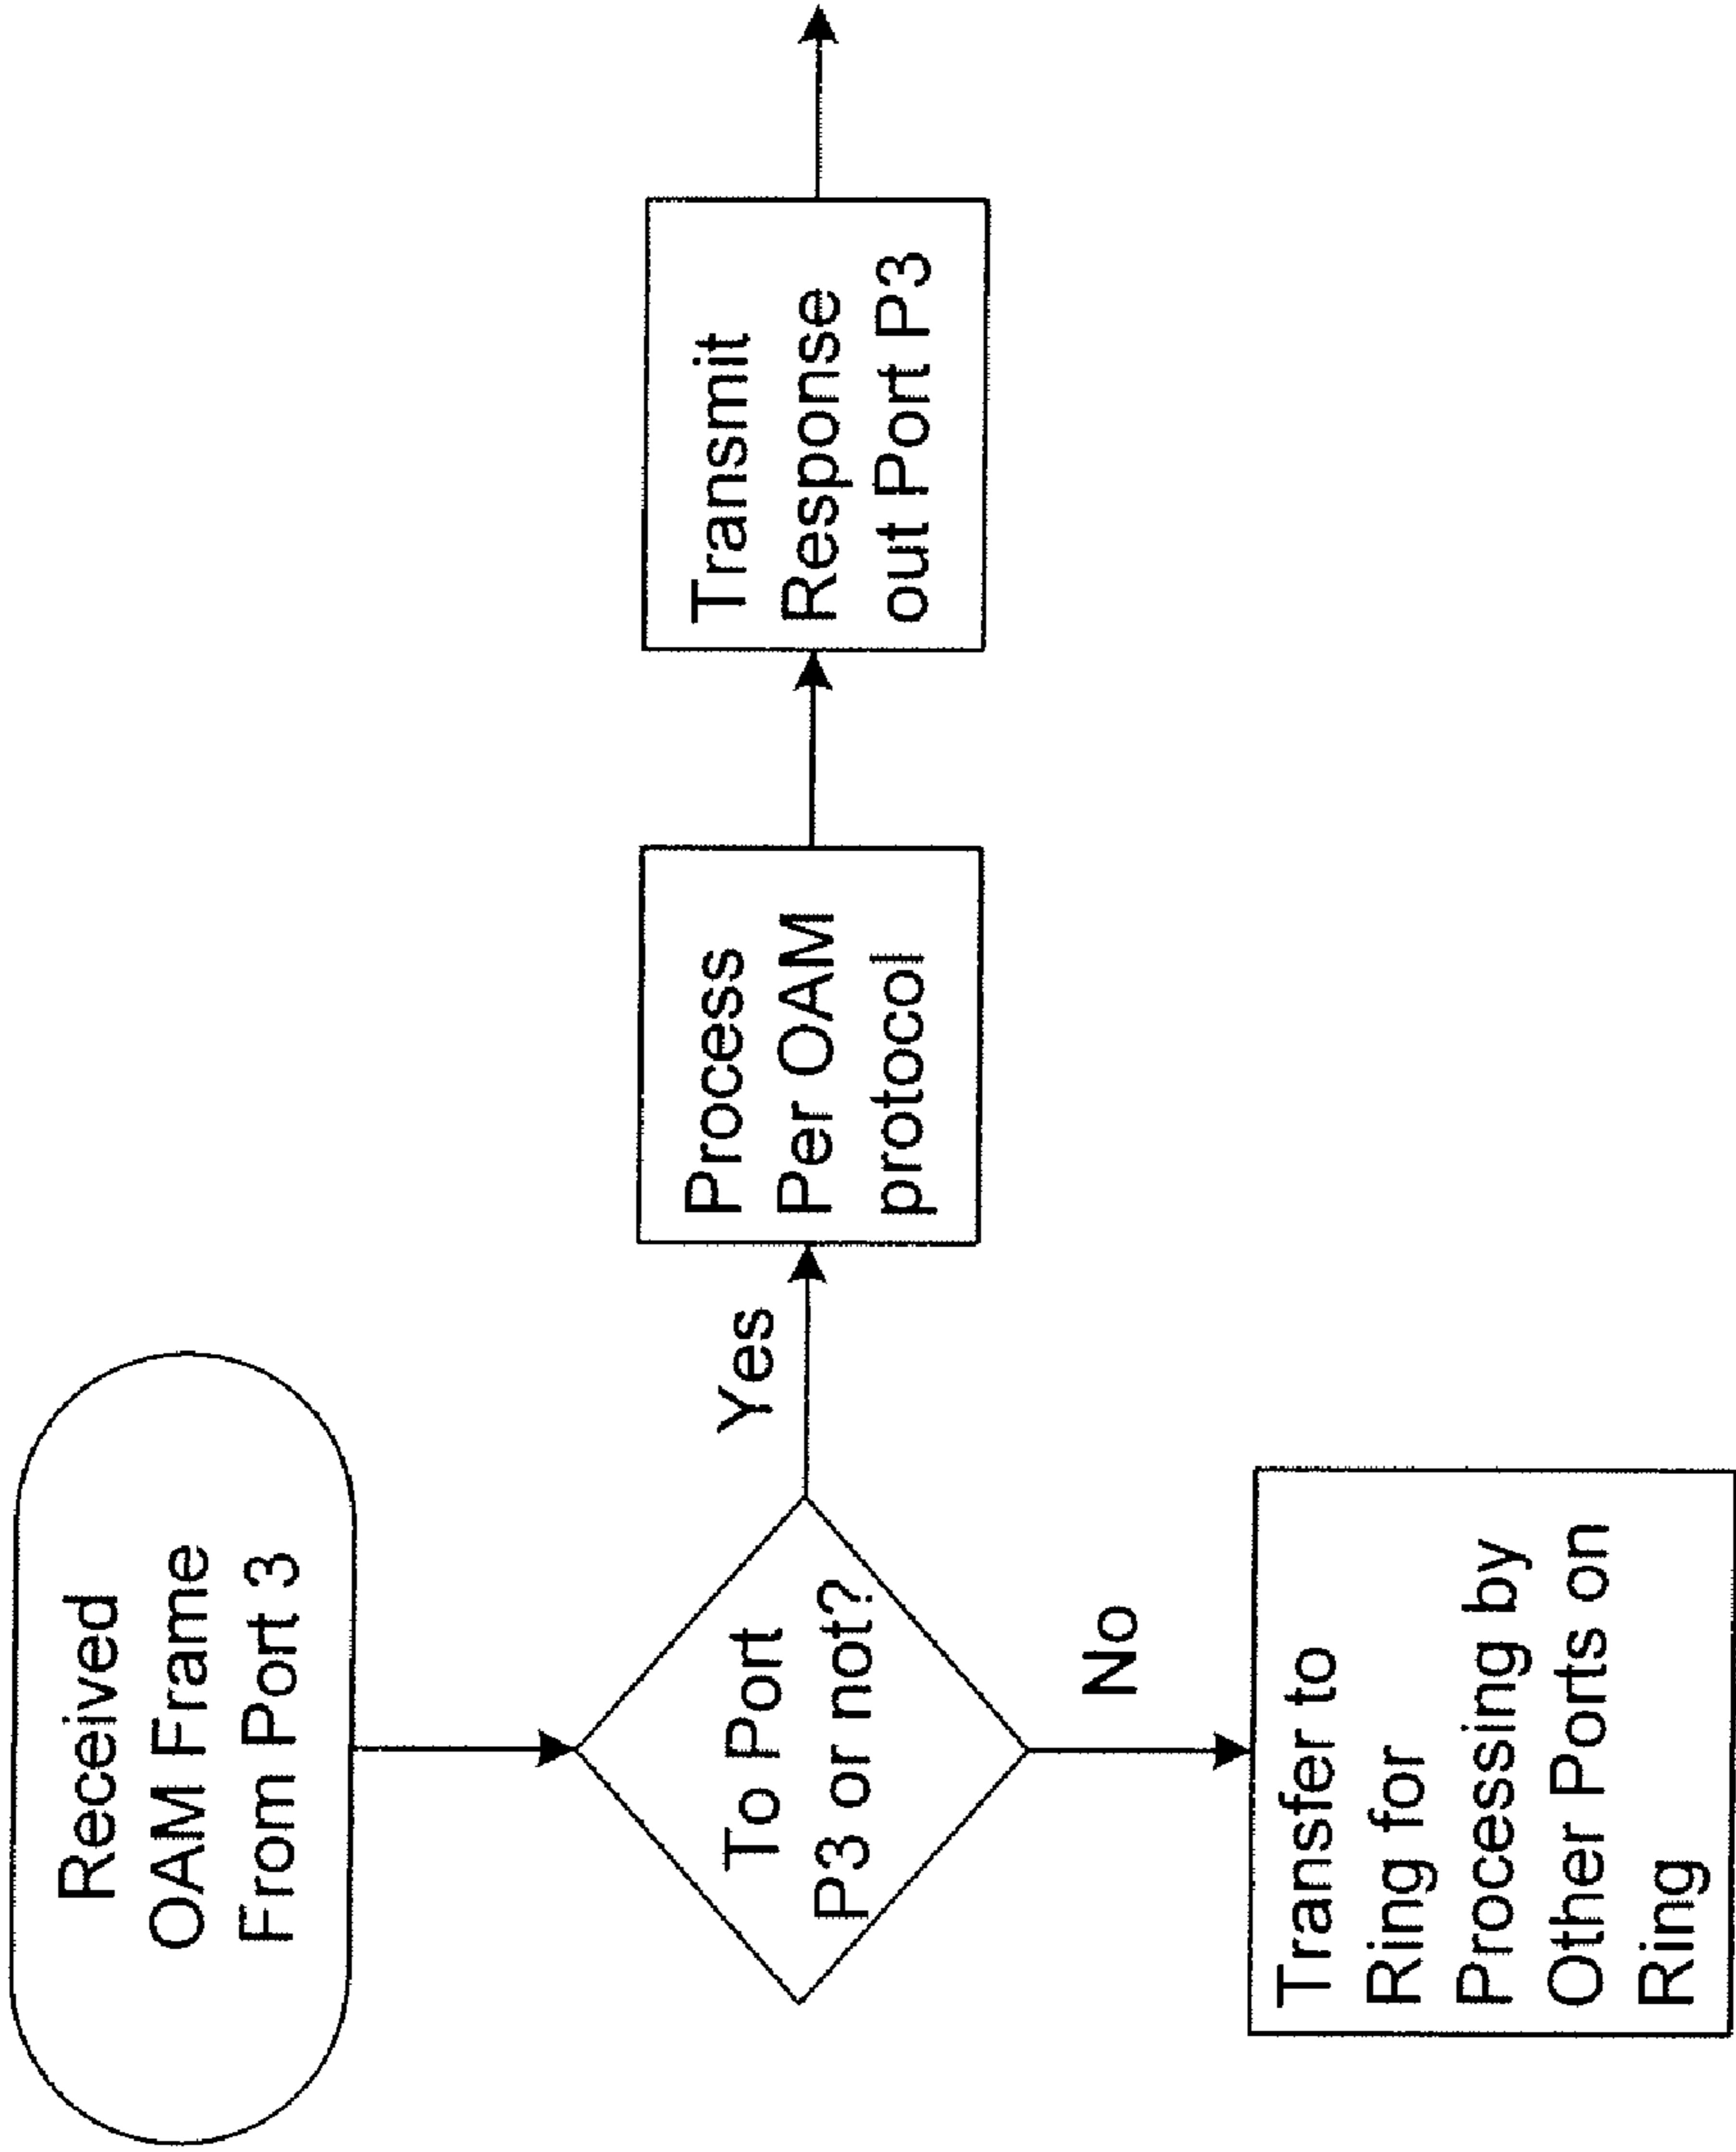 Received
OAM Frame
From Port 3
To Port
P3 or not?
Yes
Process
Per OAM
protocol
Transmit
Response
out Port P3
No
Transfer to
Ring for
Processing by
Other Ports on
Ring